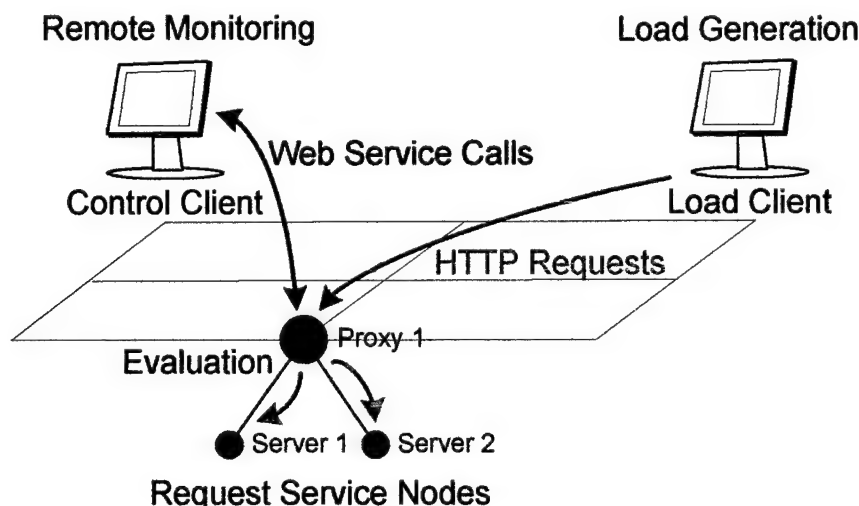 Remote Monitoring
Load Generation
Web Service Calls
Control Client
Load Client
HTTP Requests
Proxy 1
Evaluation
Server 1
Server 2
Request Service Nodes